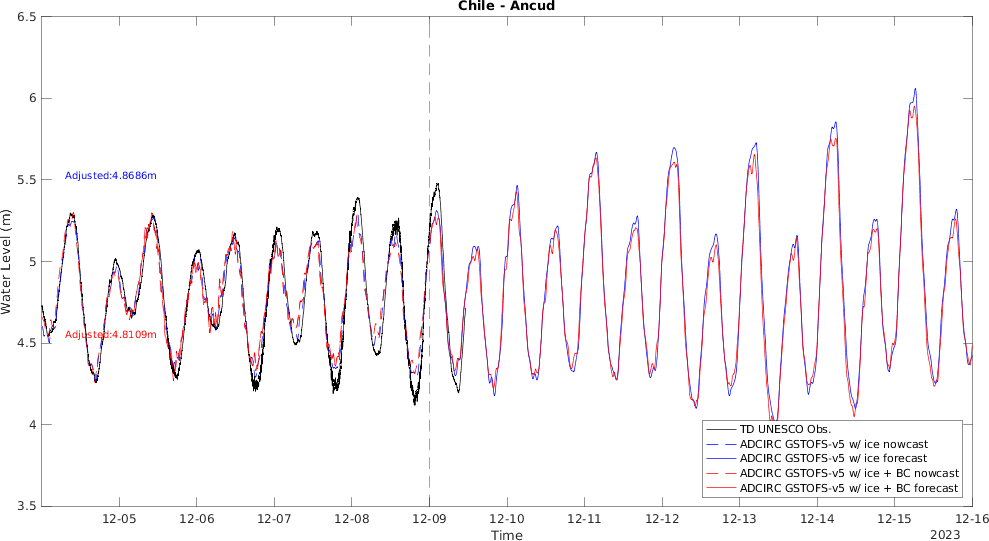 Chile - Ancud
6.5
6
5.5
5
4.5
4
3.5
Water Level (m)
Adjusted:4.8686m
Adjusted:4.8109m
TD UNESCO Obs.
ADCIRC GSTOFS-v5 w/ ice nowcast
ADCIRC GSTOFS-v5 w/ ice forecast
ADCIRC GSTOFS-v5 w/ ice + BC nowcast
ADCIRC GSTOFS-v5 w/ ice + BC forecast
12-05 12-06 12-07 12-08 12-09 12-10 12-11 12-12 12-13 12-14 12-15 12-16
Time
2023